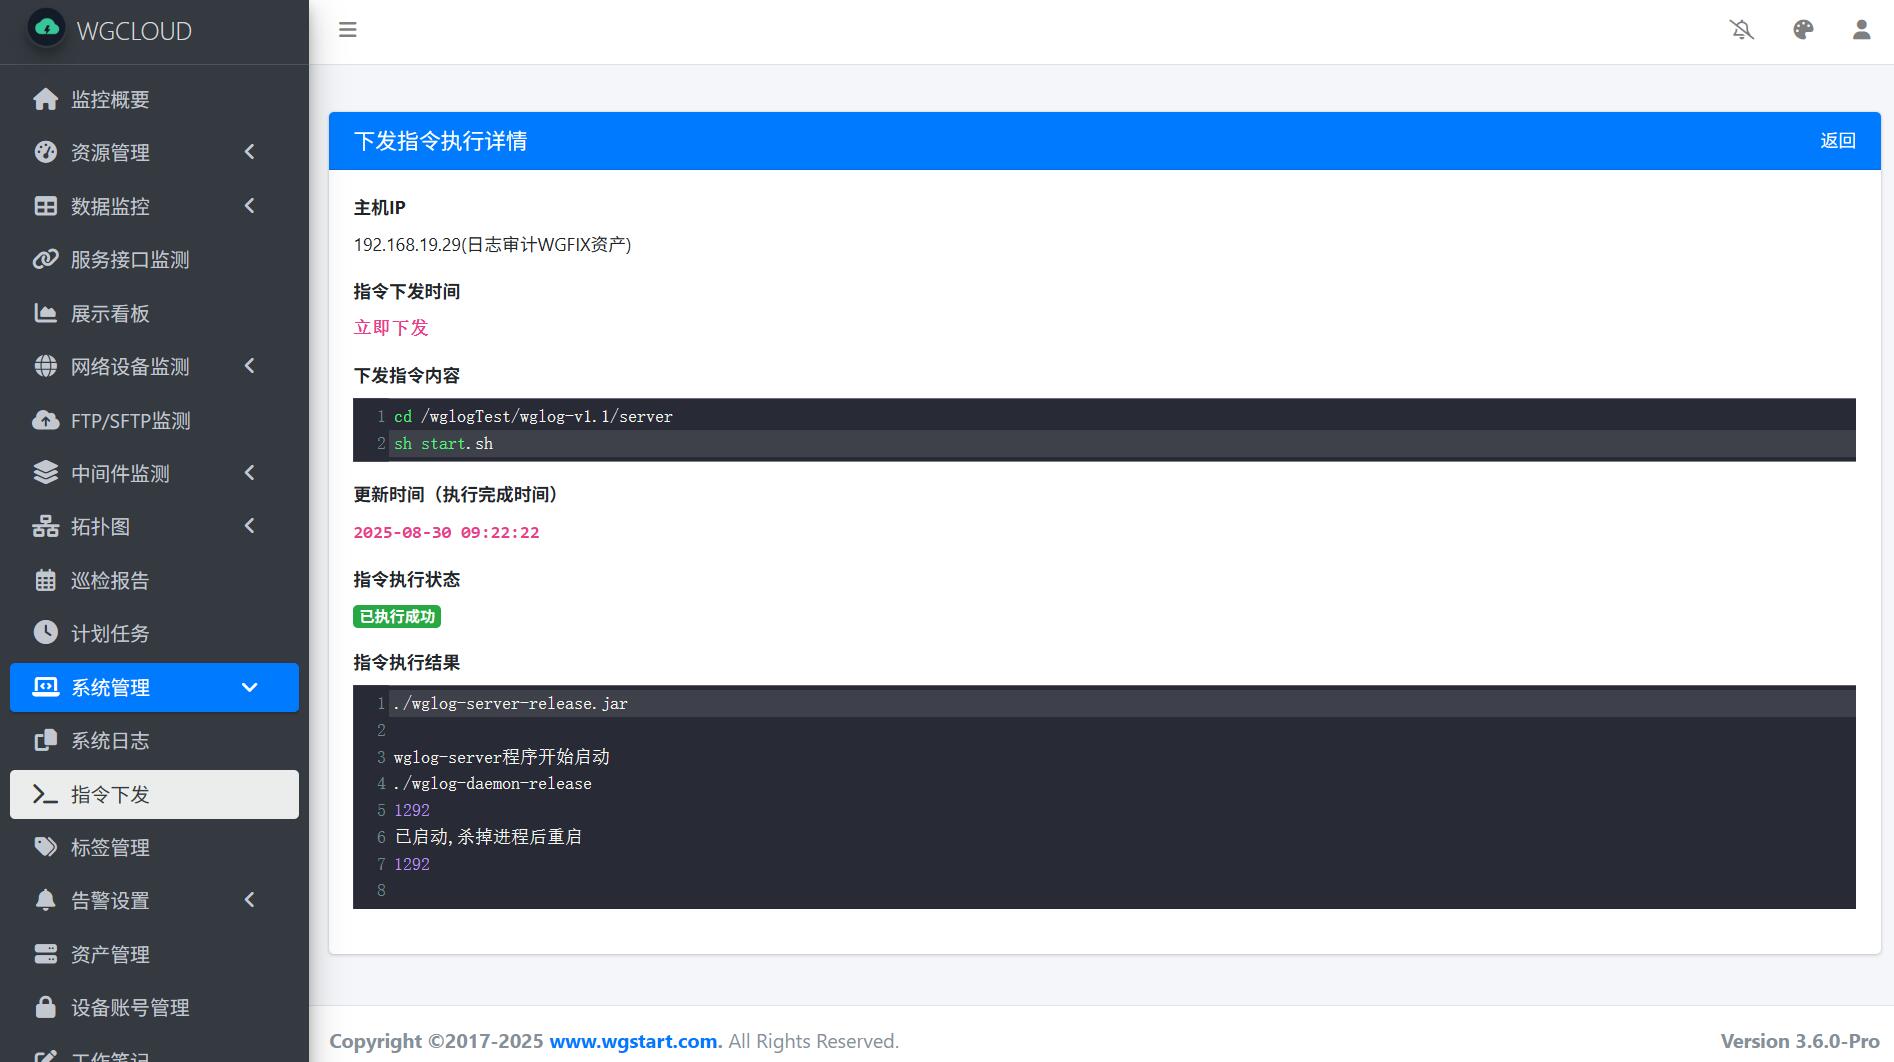 WGCLOUD
监控概要
资源管理
数据监控
服务接口监测
展示看板
网络设备监测
FTP/SFTP监测
中间件监测
拓扑图
巡检报告
计划任务
系统管理
系统日志
指令下发
标签管理
告警设置
资产管理
设备账号管理
工作笔记
下发指令执行详情
返回
主机IP
192.168.19.29(日志审计WGFIX资产)
指令下发时间
立即下发
下发指令内容
1 cd /wglogTest/wglog-v1.1/server
2 sh start.sh
更新时间（执行完成时间）
2025-08-30 09:22:22
指令执行状态
已执行成功
指令执行结果
1 ./wglog-server-release.jar
2
3 wglog-server程序开始启动
4 ./wglog-daemon-release
5 1292
6 已启动,杀掉进程后重启
7 1292
8
Copyright ©2017-2025 www.wgstart.com. All Rights Reserved.
Version 3.6.0-Pro